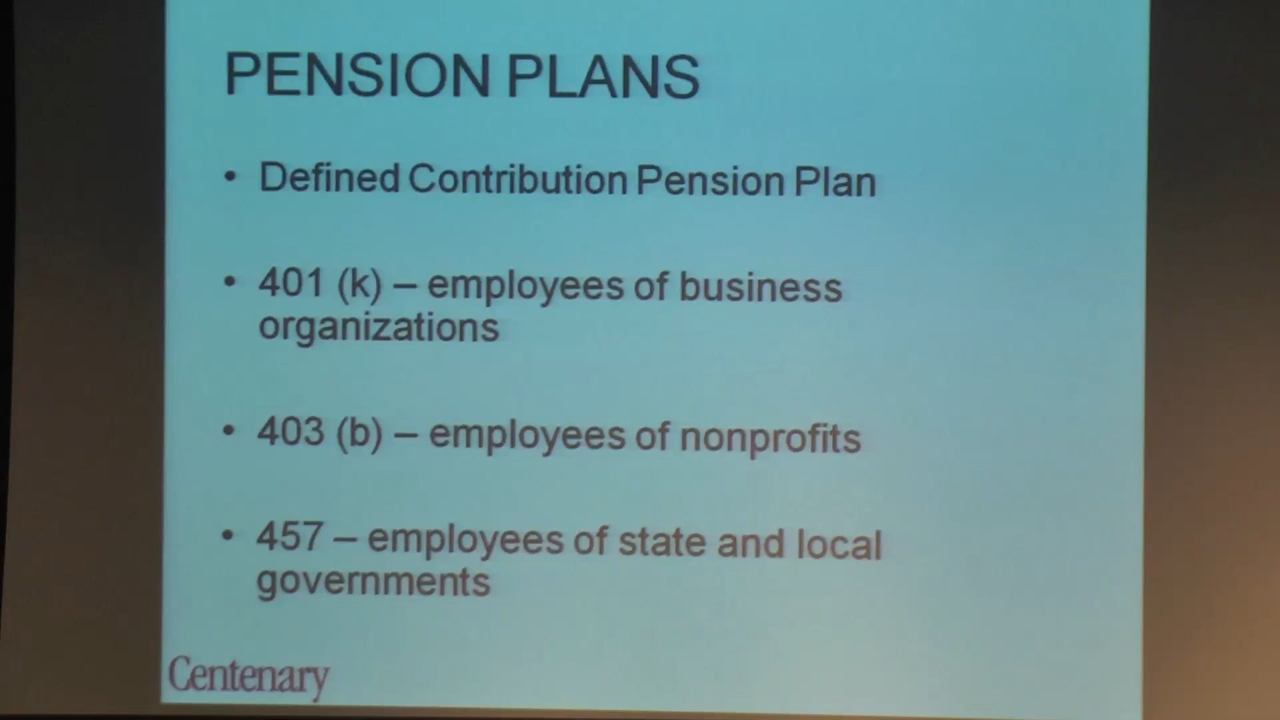 PENSION PLANS
• Defined Contribution Pension Plan
• 401 (k) – employees of business
organizations
• 403 (b) – employees of nonprofits
• 457 – employees of state and local
governments
Centenary